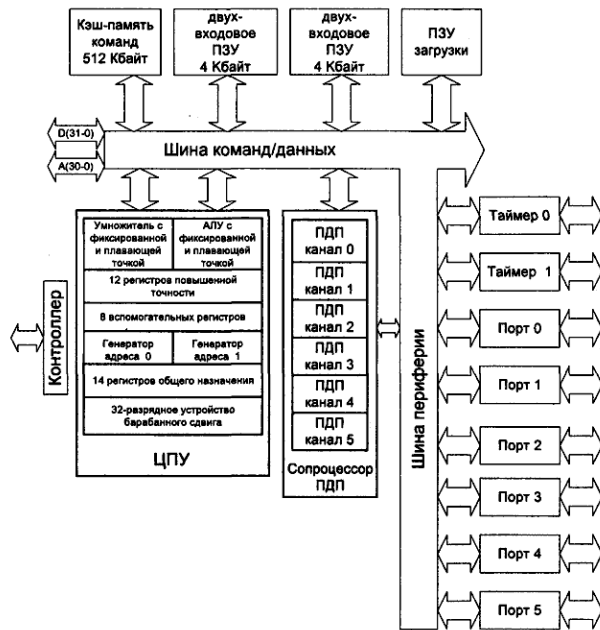 Кэш-память
команд
512 Кбайт
двух-
входовое
ПЗУ
4 Кбайт
двух-
входовое
ПЗУ
4 Кбайт
ПЗУ
загрузки
D(31-0)
A(30-0)
Шина команд/данных
Контроллер
Умножитель с
фиксированной
и плавающей
точкой
АЛУ с
фиксированной
и плавающей
точкой
12 регистров повышенной
точности
8 вспомогательных регистров
Генератор
адреса 0
Генератор
адреса 1
14 регистров общего назначения
32-разрядное устройство
барабанного сдвига
ЦПУ
ПДП
канал 0
ПДП
канал 1
ПДП
канал 2
ПДП
канал 3
ПДП
канал 4
ПДП
канал 5
Сопроцессор
ПДП
Шина периферии
Таймер 0
Таймер 1
Порт 0
Порт 1
Порт 2
Порт 3
Порт 4
Порт 5